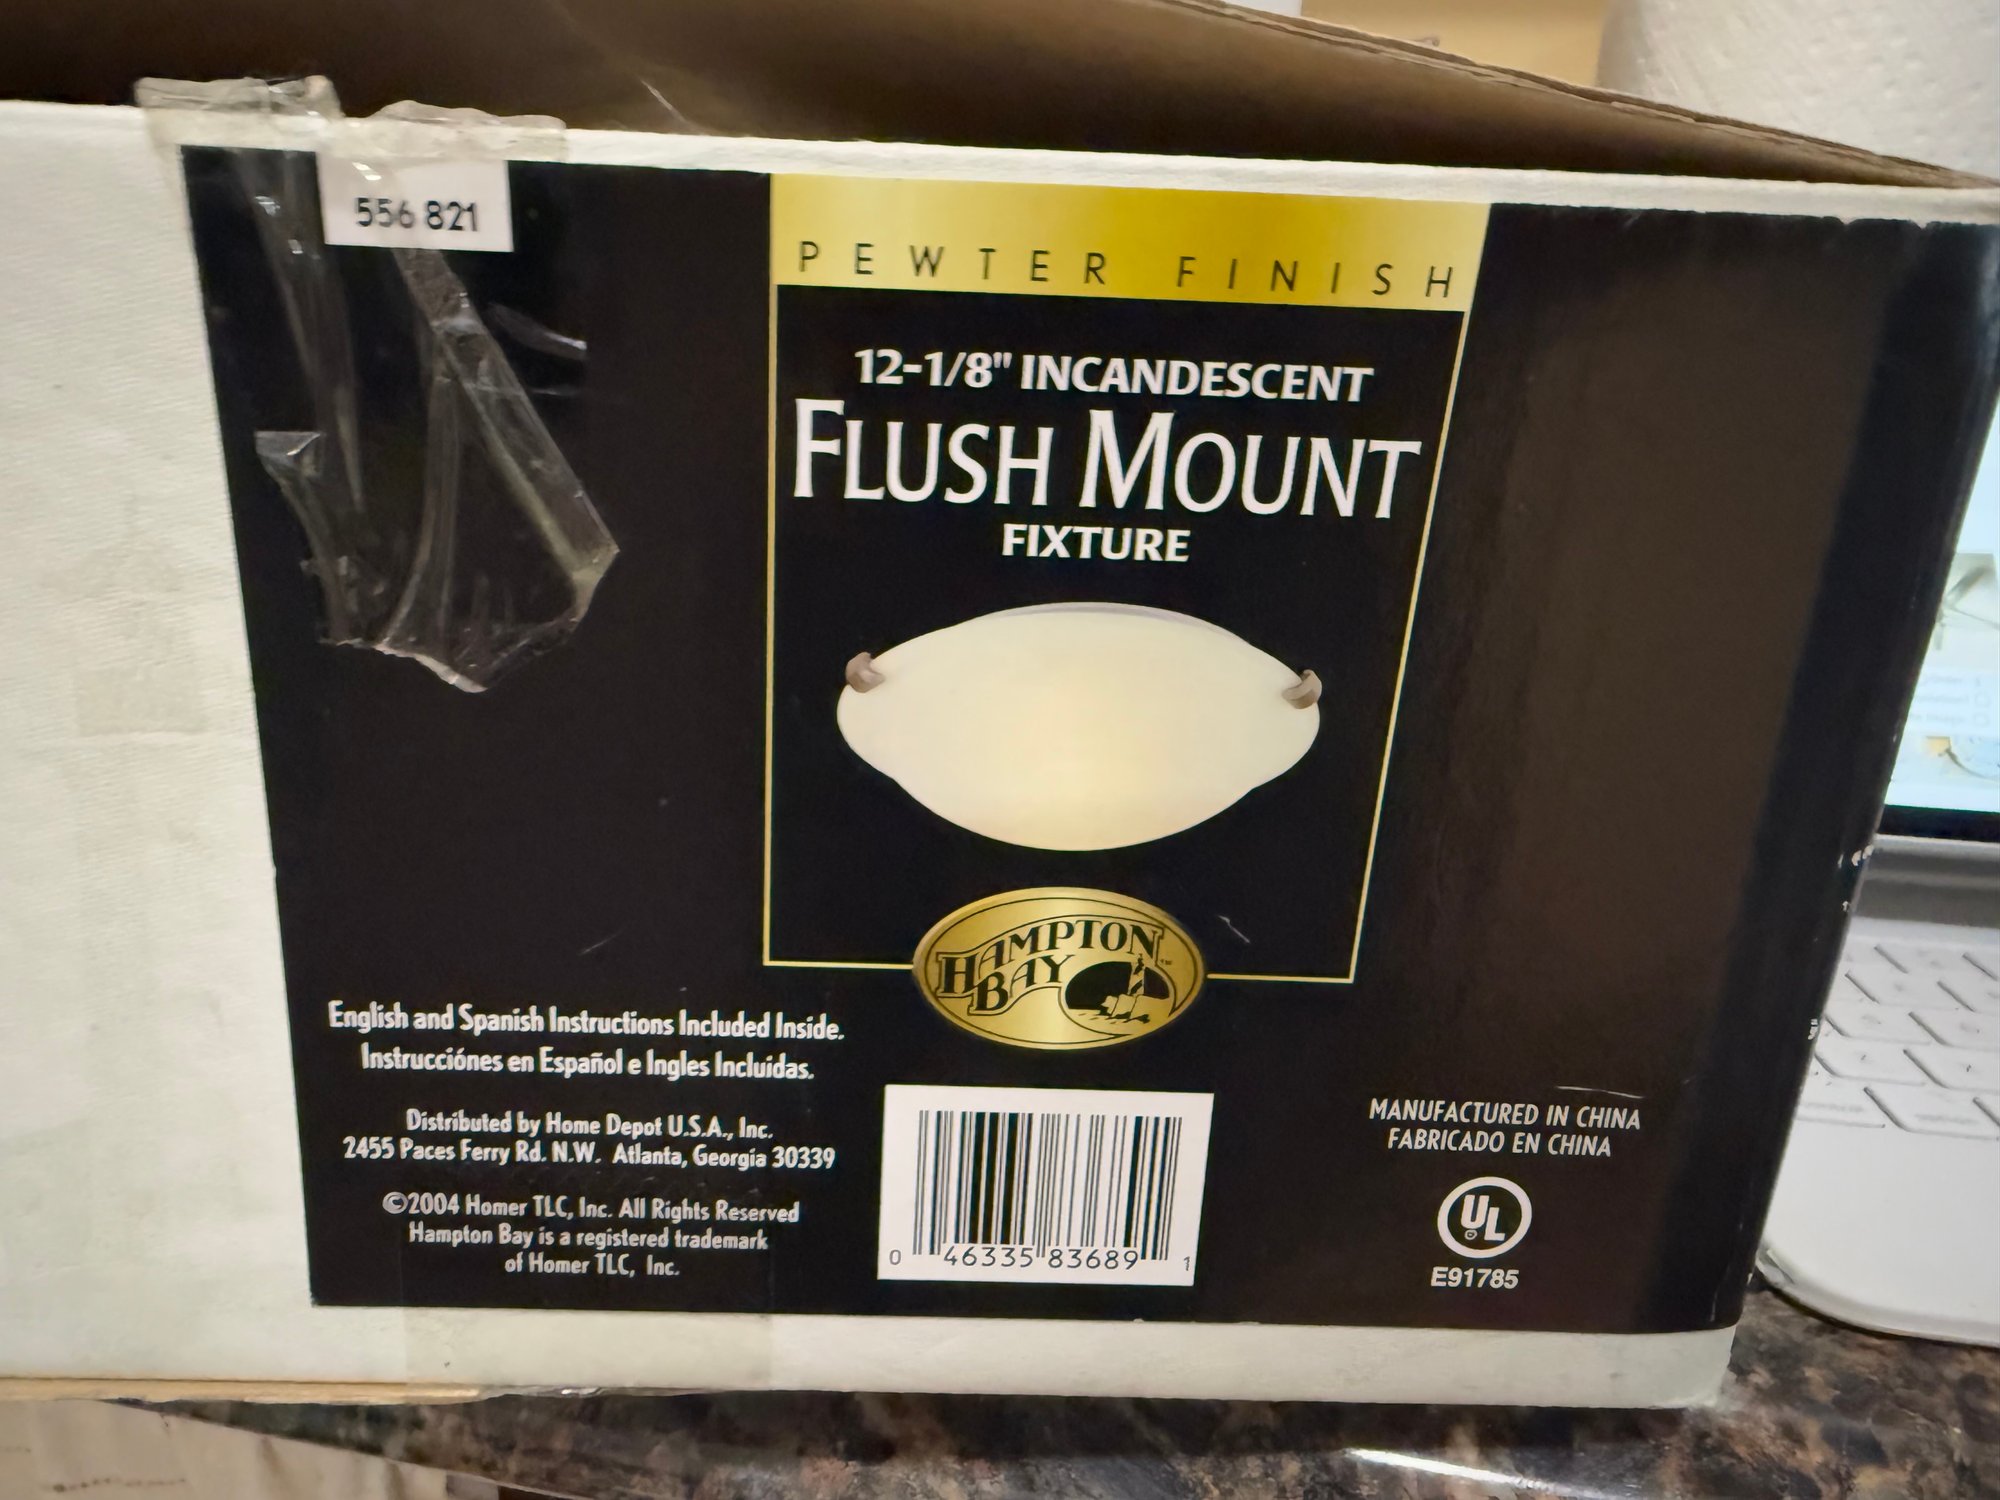 556 821
PEWTER FINISH
12-1/8" INCANDESCENT
FLUSH MOUNT
FIXTURE
HAMPTON
BAY
English and Spanish Instructions Included Inside.
Instrucciónes en Español e Ingles Incluidas.
Distributed by Home Depot U.S.A., Inc.
2455 Paces Ferry Rd. N.W. Atlanta, Georgia 30339
©2004 Homer TLC, Inc. All Rights Reserved
Hampton Bay is a registered trademark
of Homer TLC, Inc.
0 46335 83689 1
MANUFACTURED IN CHINA
FABRICADO EN CHINA
UL
E91785